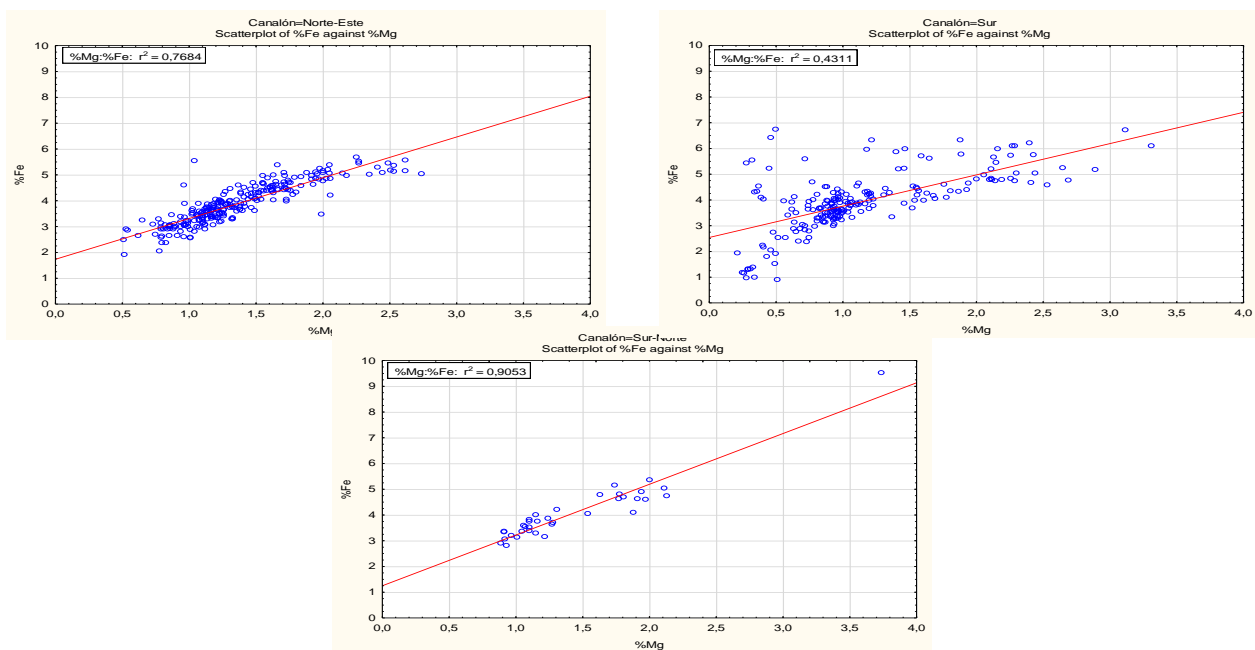 Canalón=Norte-Este
Scatterplot of %Fe against %Mg
%Mg:%Fe: r² = 0,7684
10
9
8
7
6
5
4
3
2
1
0
%Fe
0,0 0,5 1,0 1,5 2,0 2,5 3,0 3,5 4,0
%Mg
Canalón=Sur
Scatterplot of %Fe against %Mg
%Mg:%Fe: r² = 0,4311
10
9
8
7
6
5
4
3
2
1
0
%Fe
0,0 0,5 1,0 1,5 2,0 2,5 3,0 3,5 4,0
%Mg
Canalón=Sur-Norte
Scatterplot of %Fe against %Mg
%Mg:%Fe: r² = 0,9053
10
9
8
7
6
5
4
3
2
1
0
%Fe
0,0 0,5 1,0 1,5 2,0 2,5 3,0 3,5 4,0
%Mg